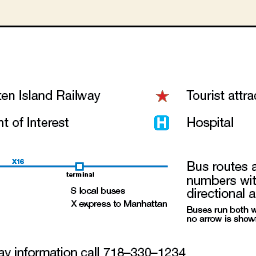 ten Island Railway
Tourist attrac
nt of Interest
H Hospital
X16
terminal
S local buses
X express to Manhattan
Bus routes a
numbers wit
directional a
Buses run both w
no arrow is show
ay information call 718–330–1234